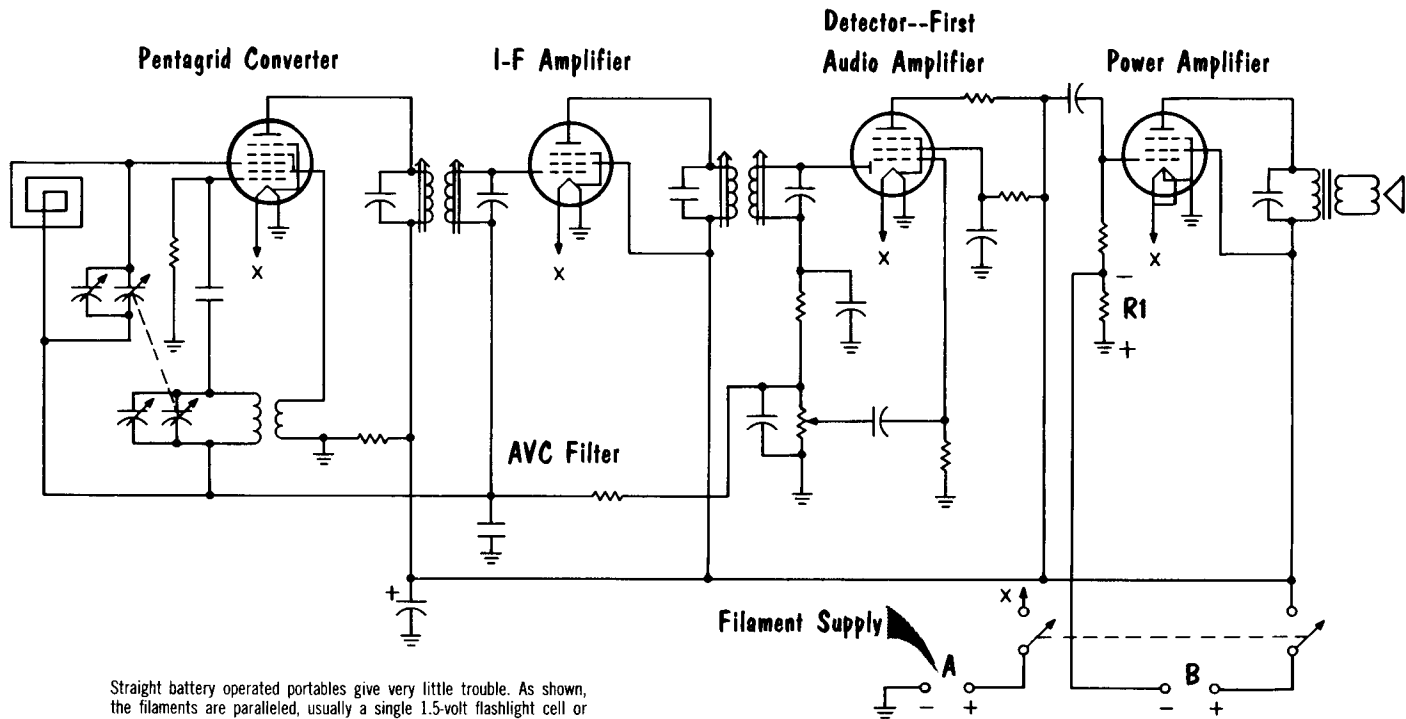 Detector--First
Pentagrid Converter
I-F Amplifier
Audio Amplifier
Power Amplifier
X
X
X
X
−
R1
+
AVC Filter
+
X
Filament Supply
A
B
− +
− +
Straight battery operated portables give very little trouble. As shown,
the filaments are paralleled, usually a single 1.5-volt flashlight cell or